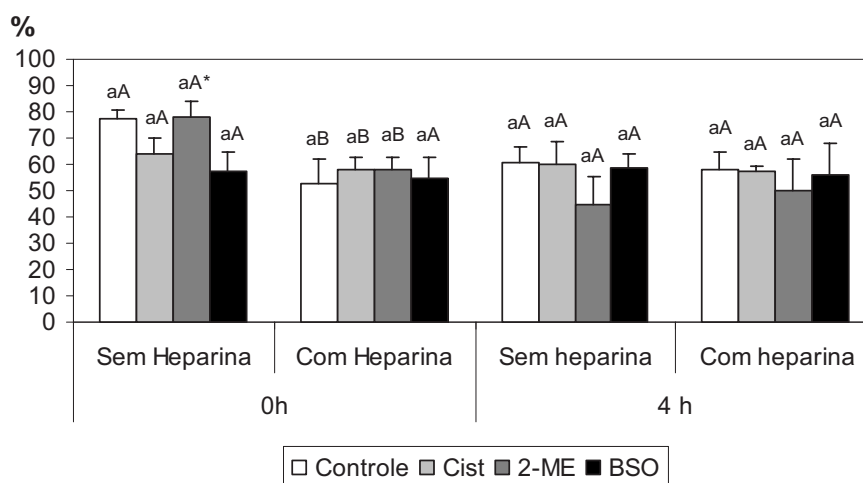 %
100
90
80
70
60
50
40
30
20
10
0
aA aA aA* aA
aB aB aB aA
aA aA aA aA
aA aA aA aA
Sem Heparina Com Heparina Sem heparina Com heparina
0h 4 h
Controle Cist 2-ME BSO